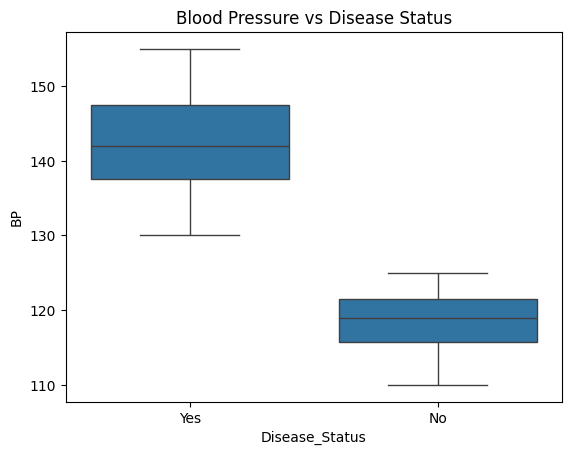 Blood Pressure vs Disease Status
150
140
130
120
110
BP
Yes
No
Disease_Status